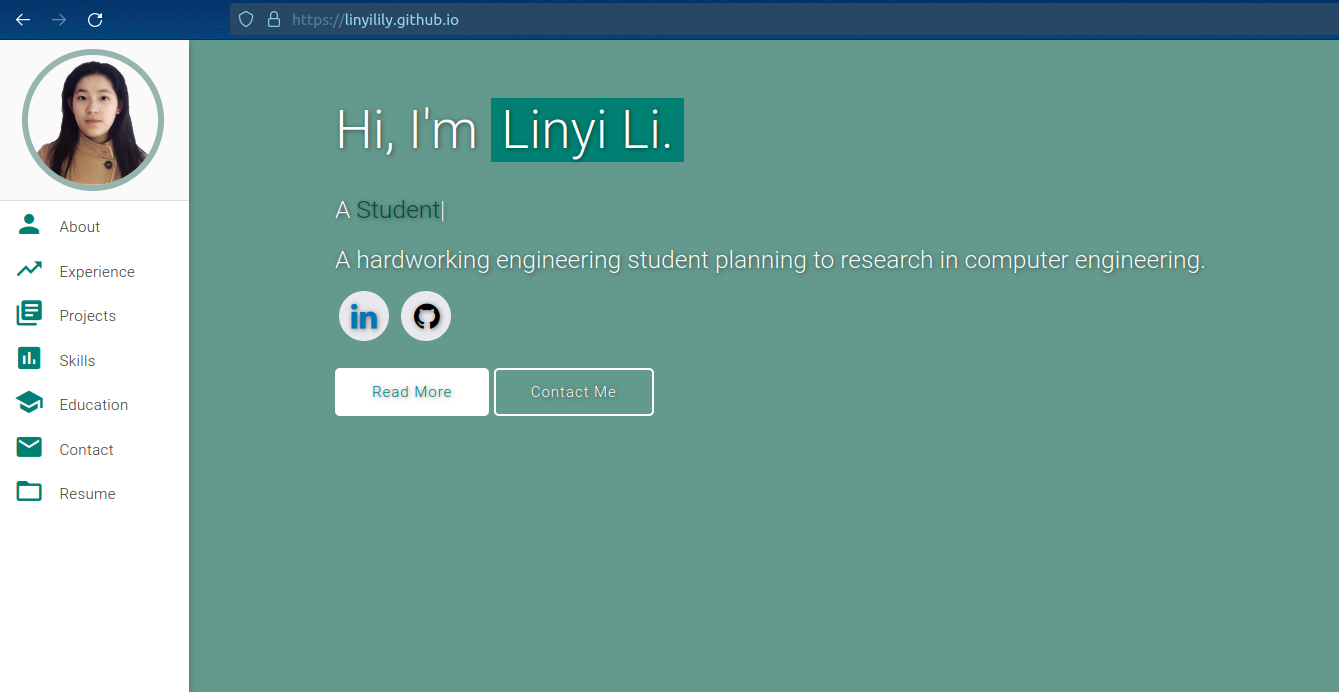 https://linyilily.github.io
Hi, I'm Linyi Li.
A Student|
A hardworking engineering student planning to research in computer engineering.
in
Read More
Contact Me
About
Experience
Projects
Skills
Education
Contact
Resume